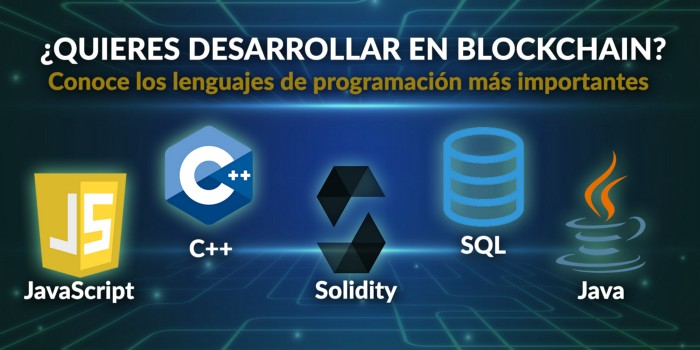 ¿QUIERES DESARROLLAR EN BLOCKCHAIN?
Conoce los lenguajes de programación más importantes
JS
JavaScript
C++
C++
Solidity
SQL
Java